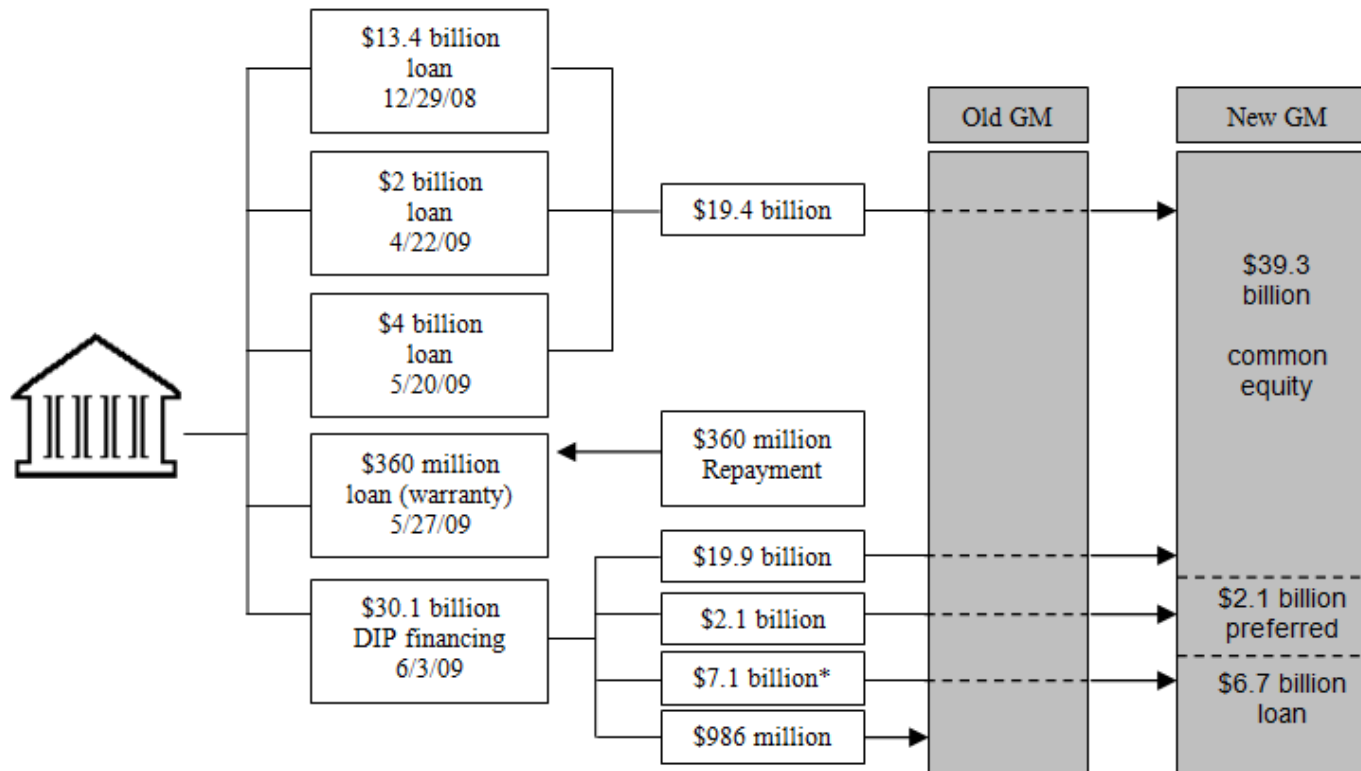 $13.4 billion
loan
12/29/08
$2 billion
loan
4/22/09
$4 billion
loan
5/20/09
$360 million
loan (warranty)
5/27/09
$30.1 billion
DIP financing
6/3/09
$19.4 billion
$360 million
Repayment
$19.9 billion
$2.1 billion
$7.1 billion*
$986 million
Old GM
New GM
$39.3
billion
common
equity
$2.1 billion
preferred
$6.7 billion
loan